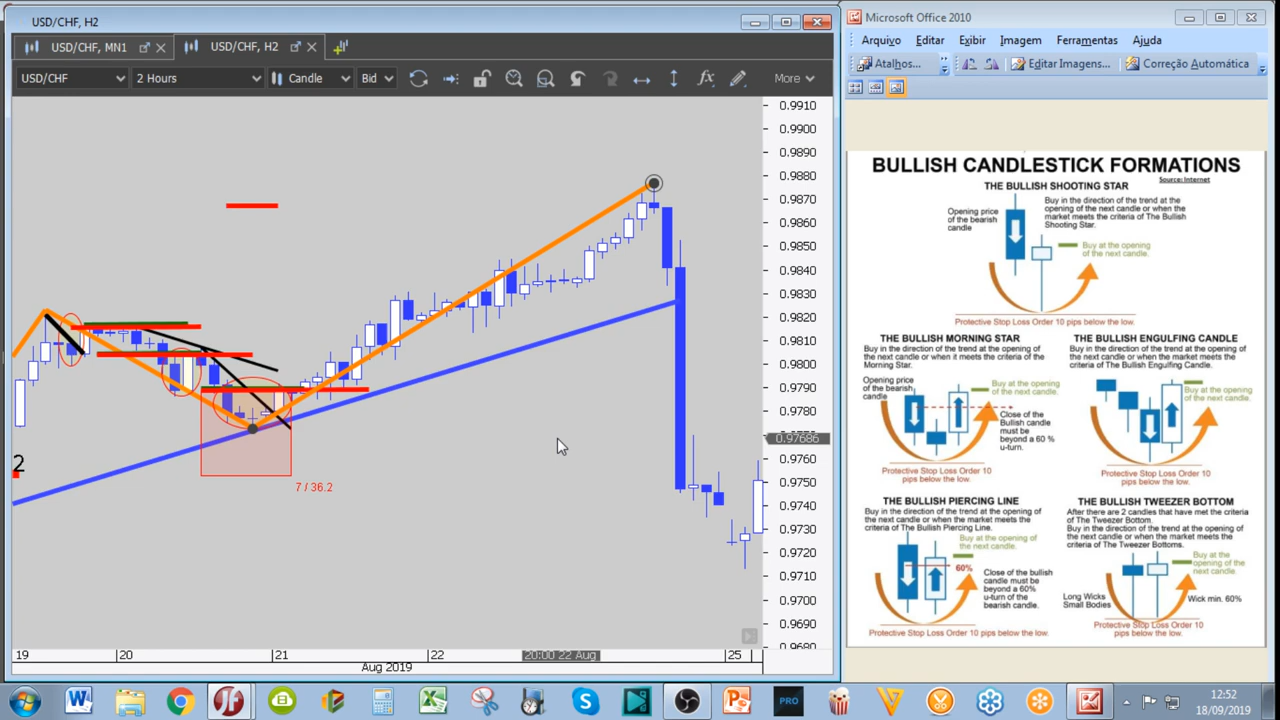 USD/CHF, H2
USD/CHF, MN1
USD/CHF, H2
USD/CHF
2 Hours
Candle
Bid
More
0.9910
0.9900
0.9890
0.9880
0.9870
0.9860
0.9850
0.9840
0.9830
0.9820
0.9810
0.9800
0.9790
0.9780
0.97686
0.9760
0.9750
0.9740
0.9730
0.9720
0.9710
0.9700
0.9690
0.9680
2
7 / 36.2
19
20
21
22
20:00 22 Aug
25
Aug 2019
Microsoft Office 2010
Arquivo
Editar
Exibir
Imagem
Ferramentas
Ajuda
Atalhos...
Editar Imagens...
Correção Automática
BULLISH CANDLESTICK FORMATIONS
Source: Internet
THE BULLISH SHOOTING STAR
Opening price
of the bearish
candle
Buy in the direction of the trend at the
opening of the next candle or when the
market meets the criteria of The Bullish
Shooting Star.
Buy at the opening
of the next candle.
Protective Stop Loss Order 10 pips below the low.
THE BULLISH MORNING STAR
Buy in the direction of the trend at the opening of
the next candle or when it meets the criteria of the
Morning Star.
Opening price
of the bearish
candle
Buy at the opening
of the next candle.
Close of the
Bullish candle
must be
beyond a 60 %
u-turn.
Protective Stop Loss Order 10
pips below the low.
THE BULLISH ENGULFING CANDLE
Buy in the direction of the trend at the opening of the
next candle or when the market meets the criteria of
The Bullish Engulfing Candle.
Buy at the opening
of the next candle.
Protective Stop Loss Order 10
pips below the low.
THE BULLISH PIERCING LINE
Buy in the direction of the trend at the opening of
the next candle or when the market meets the criteria
of The Bullish Piercing Line.
Buy at the opening
of the next candle.
60%
Close of the bullish
candle must be
beyond a 60%
u-turn of the
bearish candle.
Protective Stop Loss Order 10 pips below the low.
THE BULLISH TWEEZER BOTTOM
After there are 2 candles that have met the criteria
of The Tweezer Bottom.
Buy in the direction of the trend at the opening of
the next candle or when the market meets the
criteria of The Tweezer Bottoms.
Buy at the
opening of
the next
candle.
Long Wicks
Small Bodies
Wick min. 60%
Protective Stop Loss Order 10
pips below the low.
PRO
12:52
18/09/2019